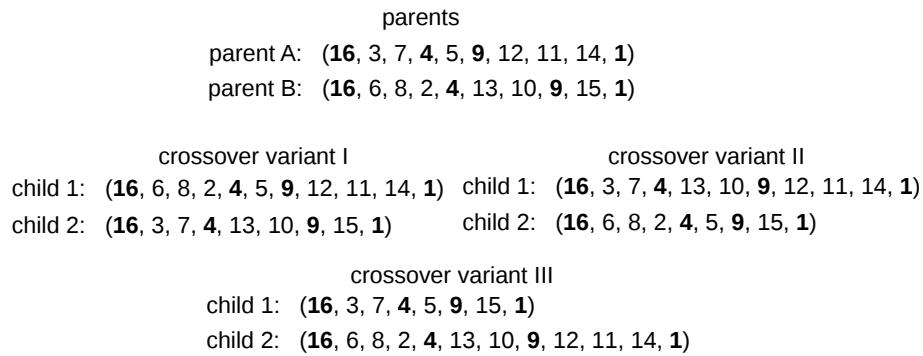 parents
parent A: (16, 3, 7, 4, 5, 9, 12, 11, 14, 1)
parent B: (16, 6, 8, 2, 4, 13, 10, 9, 15, 1)
crossover variant I
child 1: (16, 6, 8, 2, 4, 5, 9, 12, 11, 14, 1)
child 2: (16, 3, 7, 4, 13, 10, 9, 15, 1)
crossover variant II
child 1: (16, 3, 7, 4, 13, 10, 9, 12, 11, 14, 1)
child 2: (16, 6, 8, 2, 4, 5, 9, 15, 1)
crossover variant III
child 1: (16, 3, 7, 4, 5, 9, 15, 1)
child 2: (16, 6, 8, 2, 4, 13, 10, 9, 12, 11, 14, 1)